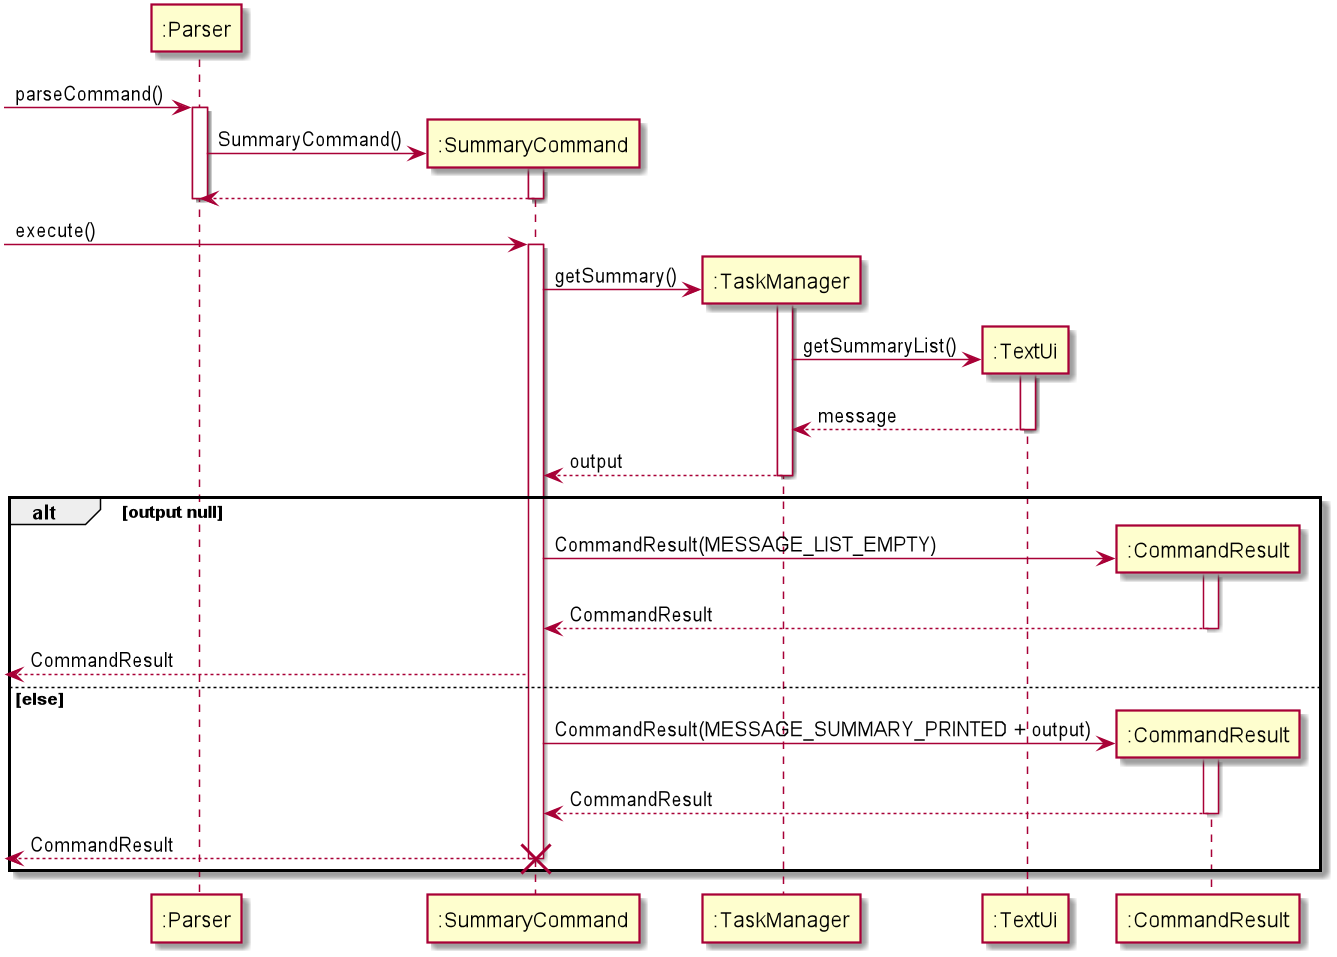 :Parser
parseCommand()
SummaryCommand()
:SummaryCommand
execute()
getSummary()
:TaskManager
getSummaryList()
:TextUi
message
output
alt
[output null]
CommandResult(MESSAGE_LIST_EMPTY)
:CommandResult
CommandResult
CommandResult
[else]
CommandResult(MESSAGE_SUMMARY_PRINTED + output)
:CommandResult
CommandResult
CommandResult
:Parser
:SummaryCommand
:TaskManager
:TextUi
:CommandResult